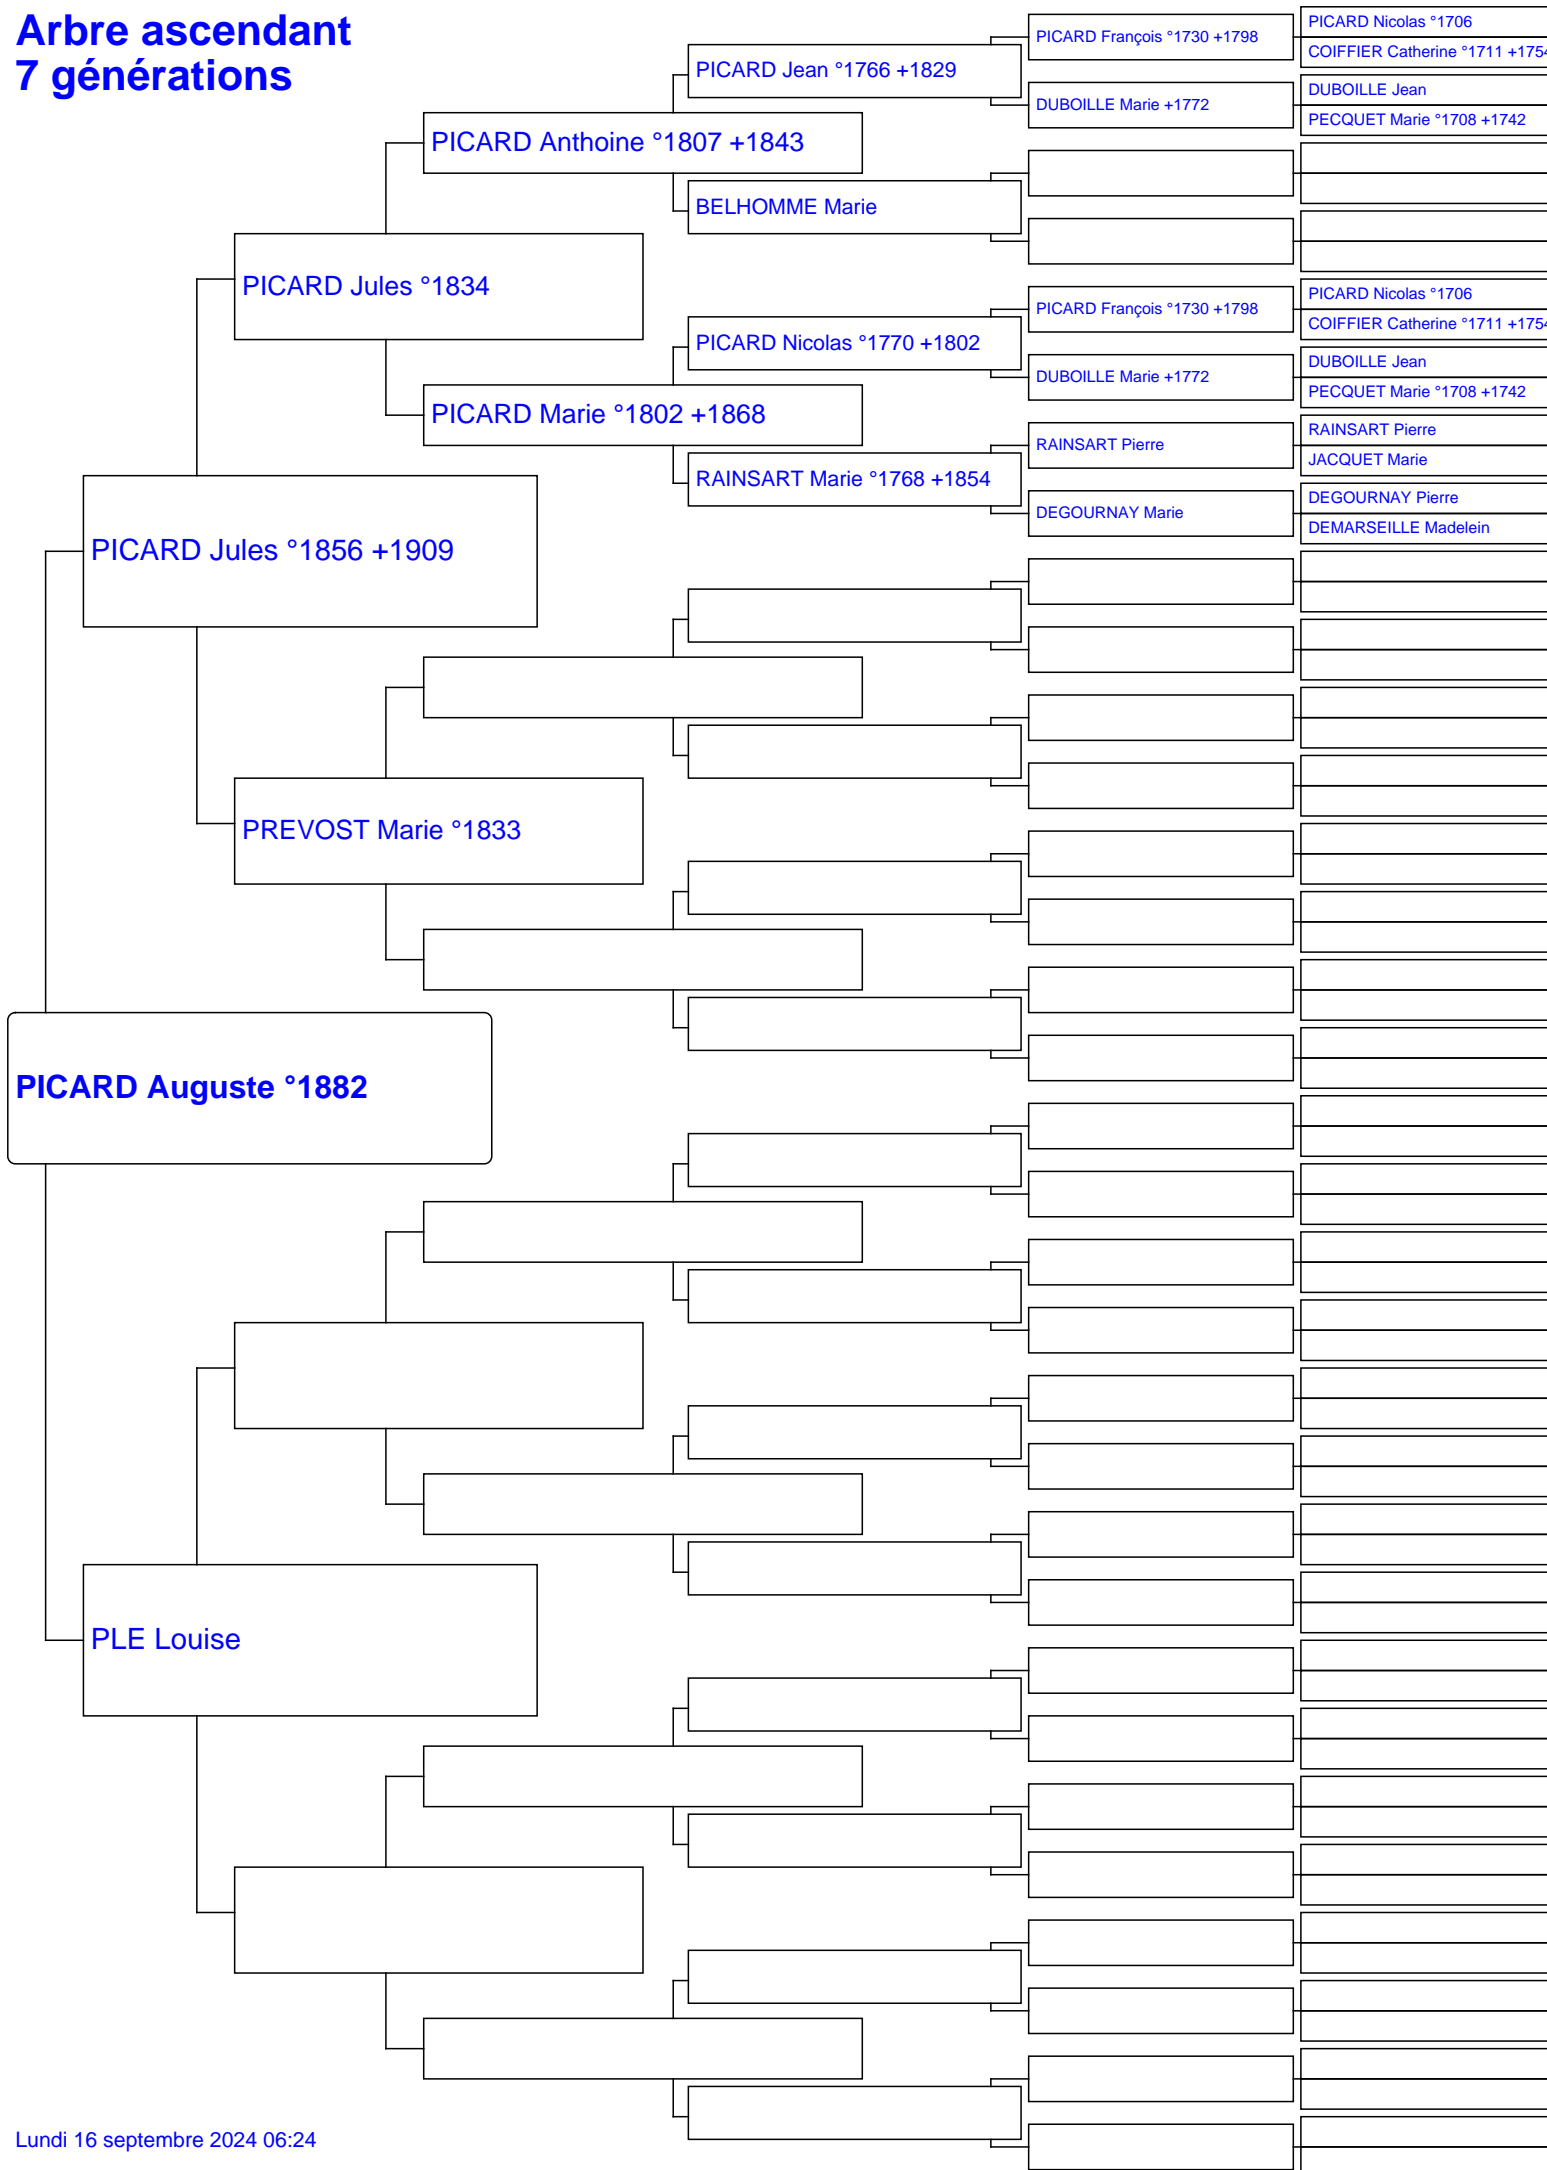 Arbre ascendant
7 générations
PICARD Nicolas °1706
PICARD François °1730 +1798
COIFFIER Catherine °1711 +1754
PICARD Jean °1766 +1829
DUBOILLE Jean
DUBOILLE Marie +1772
PECQUET Marie °1708 +1742
PICARD Anthoine °1807 +1843
BELHOMME Marie
PICARD Jules °1834
PICARD Nicolas °1706
PICARD François °1730 +1798
COIFFIER Catherine °1711 +1754
PICARD Nicolas °1770 +1802
DUBOILLE Jean
DUBOILLE Marie +1772
PECQUET Marie °1708 +1742
PICARD Marie °1802 +1868
RAINSART Pierre
RAINSART Pierre
JACQUET Marie
RAINSART Marie °1768 +1854
DEGOURNAY Pierre
DEGOURNAY Marie
DEMARSEILLE Madelein
PICARD Jules °1856 +1909
PREVOST Marie °1833
PICARD Auguste °1882
PLE Louise
Lundi 16 septembre 2024 06:24